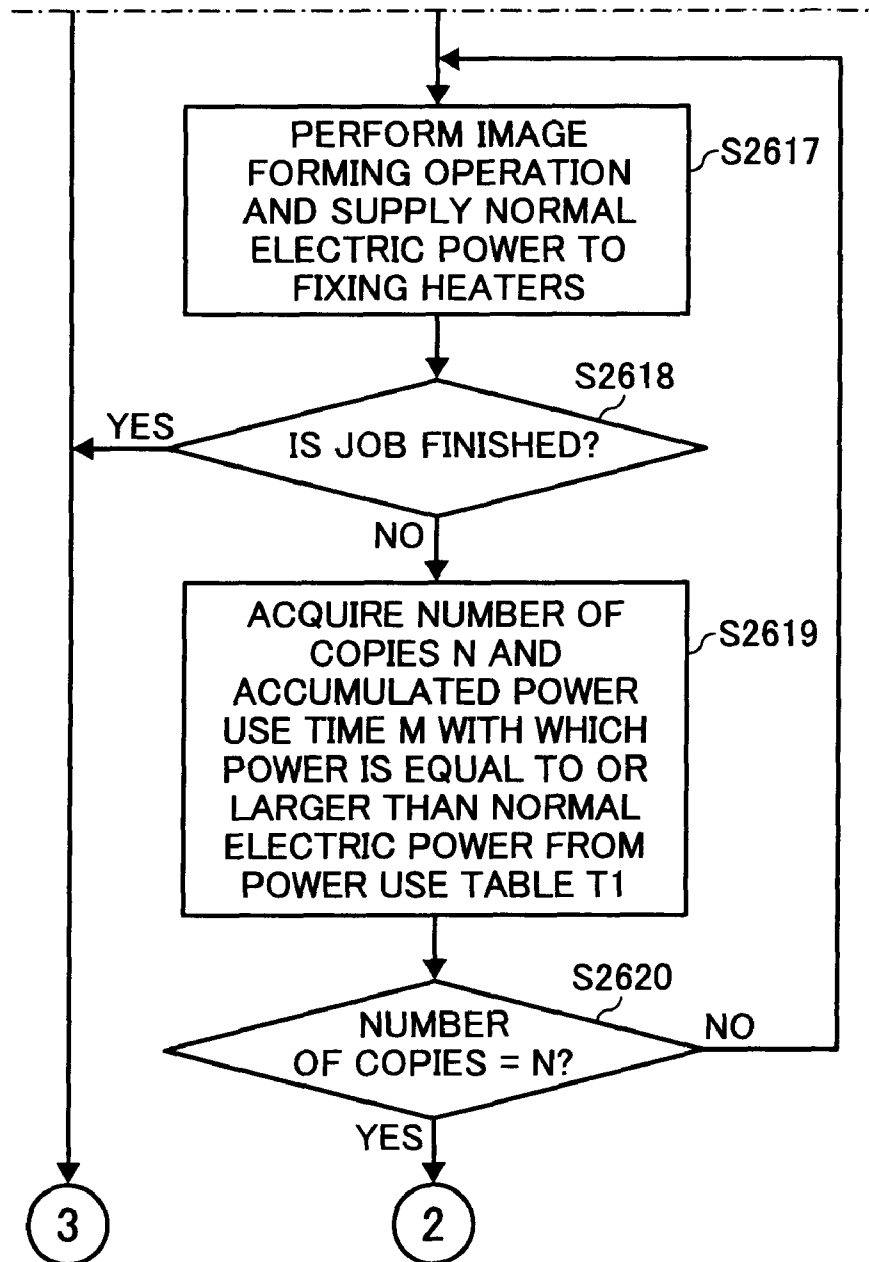 PERFORM IMAGE
FORMING OPERATION
AND SUPPLY NORMAL
ELECTRIC POWER TO
FIXING HEATERS
S2617
S2618
YES
IS JOB FINISHED?
NO
ACQUIRE NUMBER OF
COPIES N AND
ACCUMULATED POWER
USE TIME M WITH WHICH
POWER IS EQUAL TO OR
LARGER THAN NORMAL
ELECTRIC POWER FROM
POWER USE TABLE T1
S2619
S2620
NUMBER
OF COPIES = N?
NO
YES
3
2